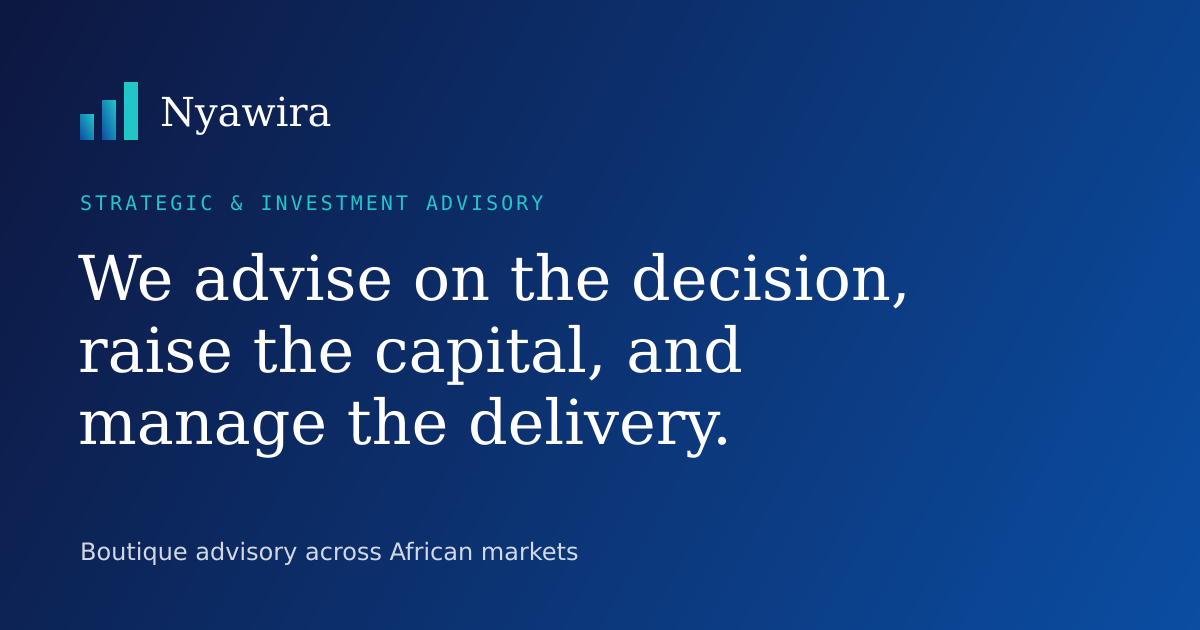 Nyawira
STRATEGIC & INVESTMENT ADVISORY
We advise on the decision,
raise the capital, and
manage the delivery.
Boutique advisory across African markets